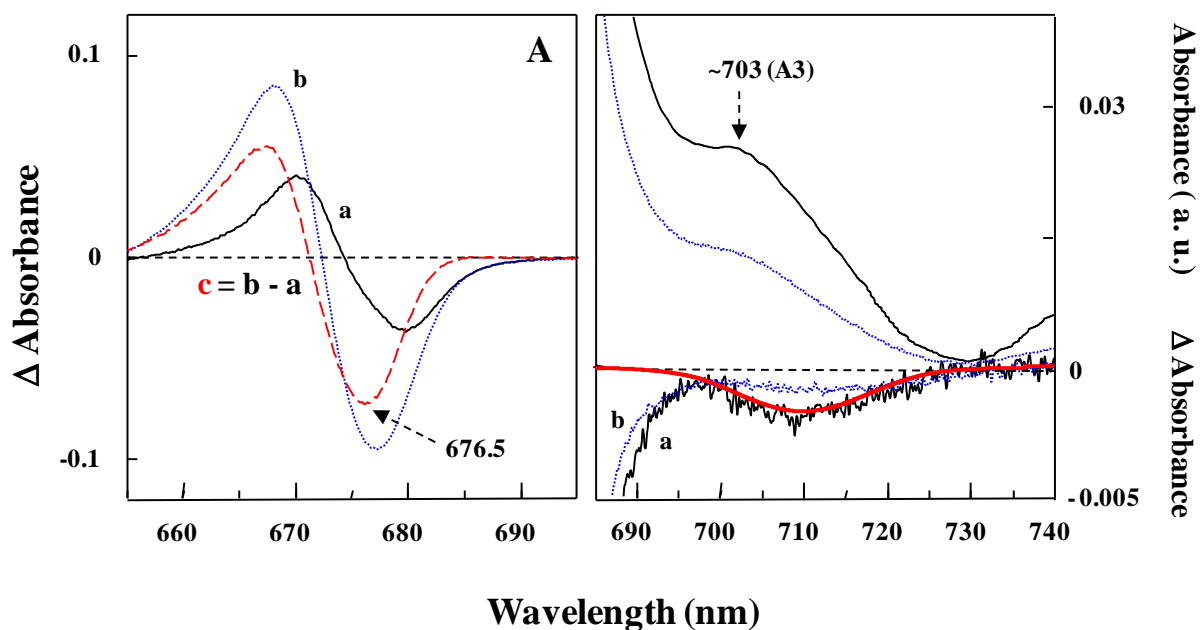 A
0.1
0
-0.1
Δ Absorbance
b
a
c = b - a
676.5
660
670
680
690
~703 (A3)
b
a
0.03
0
-0.005
Absorbance ( a. u.)
Δ Absorbance
690
700
710
720
730
740
Wavelength (nm)